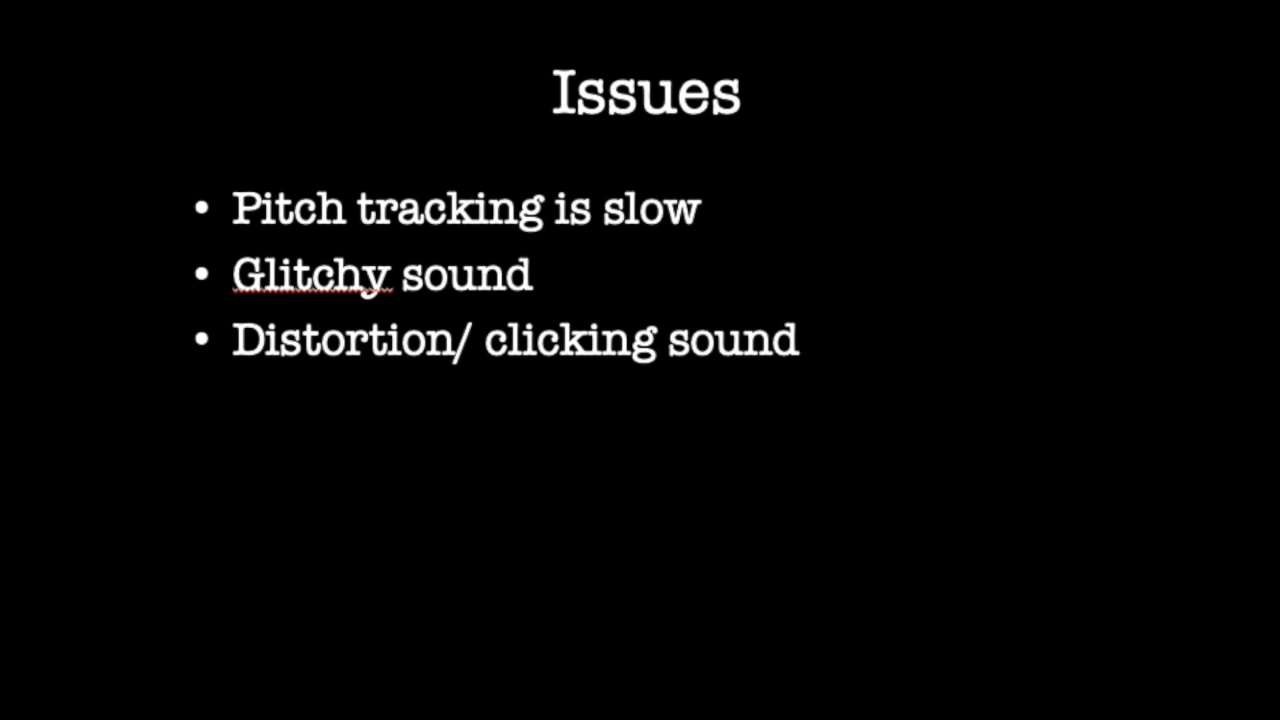 Issues
• Pitch tracking is slow
• Glitchy sound
• Distortion/ clicking sound